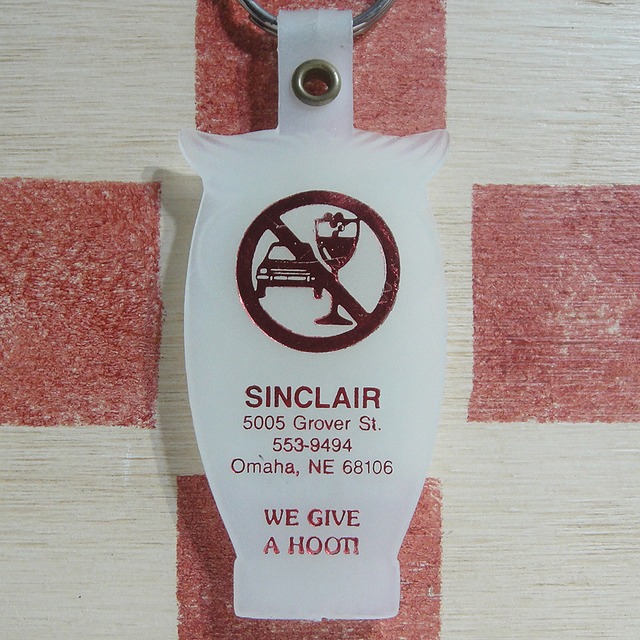 SINCLAIR
5005 Grover St.
553-9494
Omaha, NE 68106
WE GIVE
A HOOT!